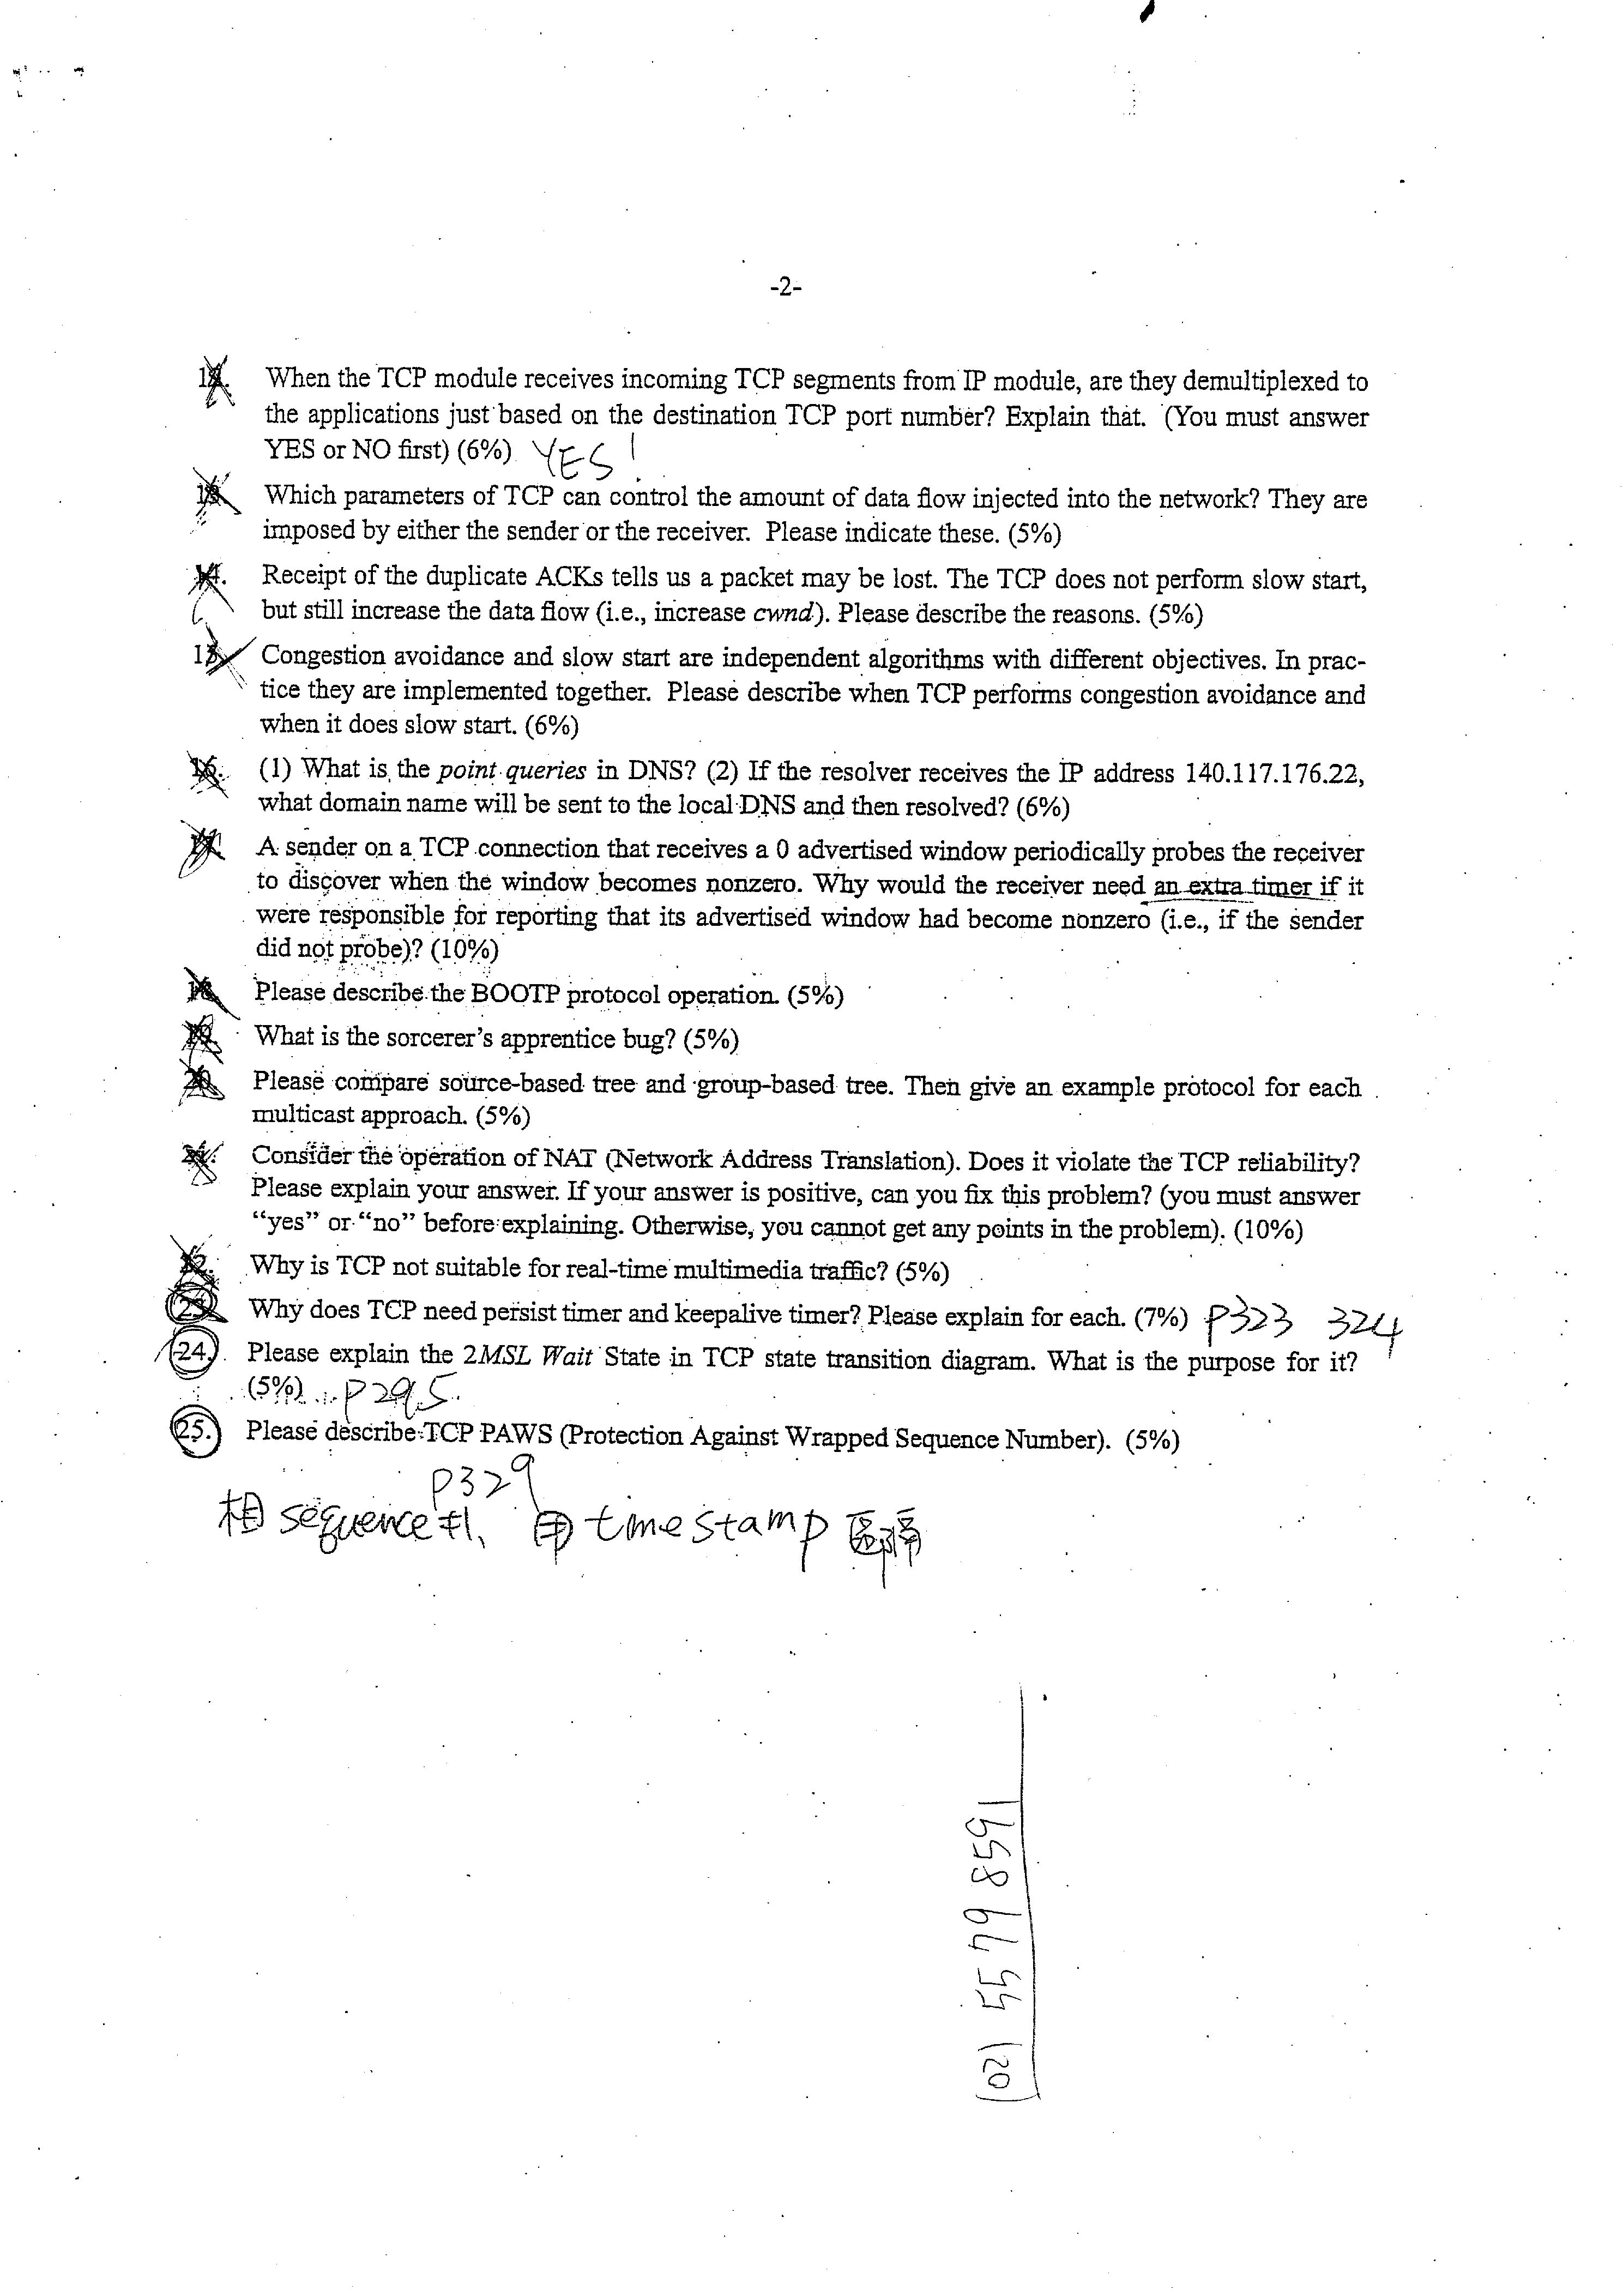 -2-
When the TCP module receives incoming TCP segments from IP module, are they demultiplexed to
the applications just based on the destination TCP port number? Explain that. (You must answer
YES or NO first) (6%) YES!
Which parameters of TCP can control the amount of data flow injected into the network? They are
imposed by either the sender or the receiver. Please indicate these. (5%)
Receipt of the duplicate ACKs tells us a packet may be lost. The TCP does not perform slow start,
but still increase the data flow (i.e., increase cwnd). Please describe the reasons. (5%)
Congestion avoidance and slow start are independent algorithms with different objectives. In prac-
tice they are implemented together. Please describe when TCP performs congestion avoidance and
when it does slow start. (6%)
(1) What is the point queries in DNS? (2) If the resolver receives the IP address 140.117.176.22,
what domain name will be sent to the local DNS and then resolved? (6%)
A sender on a TCP connection that receives a 0 advertised window periodically probes the receiver
to discover when the window becomes nonzero. Why would the receiver need an extra timer if it
were responsible for reporting that its advertised window had become nonzero (i.e., if the sender
did not probe)? (10%)
Please describe the BOOTP protocol operation. (5%)
What is the sorcerer's apprentice bug? (5%)
Please compare source-based tree and group-based tree. Then give an example protocol for each
multicast approach. (5%)
Consider the operation of NAT (Network Address Translation). Does it violate the TCP reliability?
Please explain your answer. If your answer is positive, can you fix this problem? (you must answer
“yes” or “no” before explaining. Otherwise, you cannot get any points in the problem). (10%)
Why is TCP not suitable for real-time multimedia traffic? (5%)
Why does TCP need persist timer and keepalive timer? Please explain for each. (7%) P323 324
24. Please explain the 2MSL Wait State in TCP state transition diagram. What is the purpose for it?
(5%) P295.
25. Please describe TCP PAWS (Protection Against Wrapped Sequence Number). (5%)
P329
相 sequence #、 timestamp 區隔
(02) 5579 8591